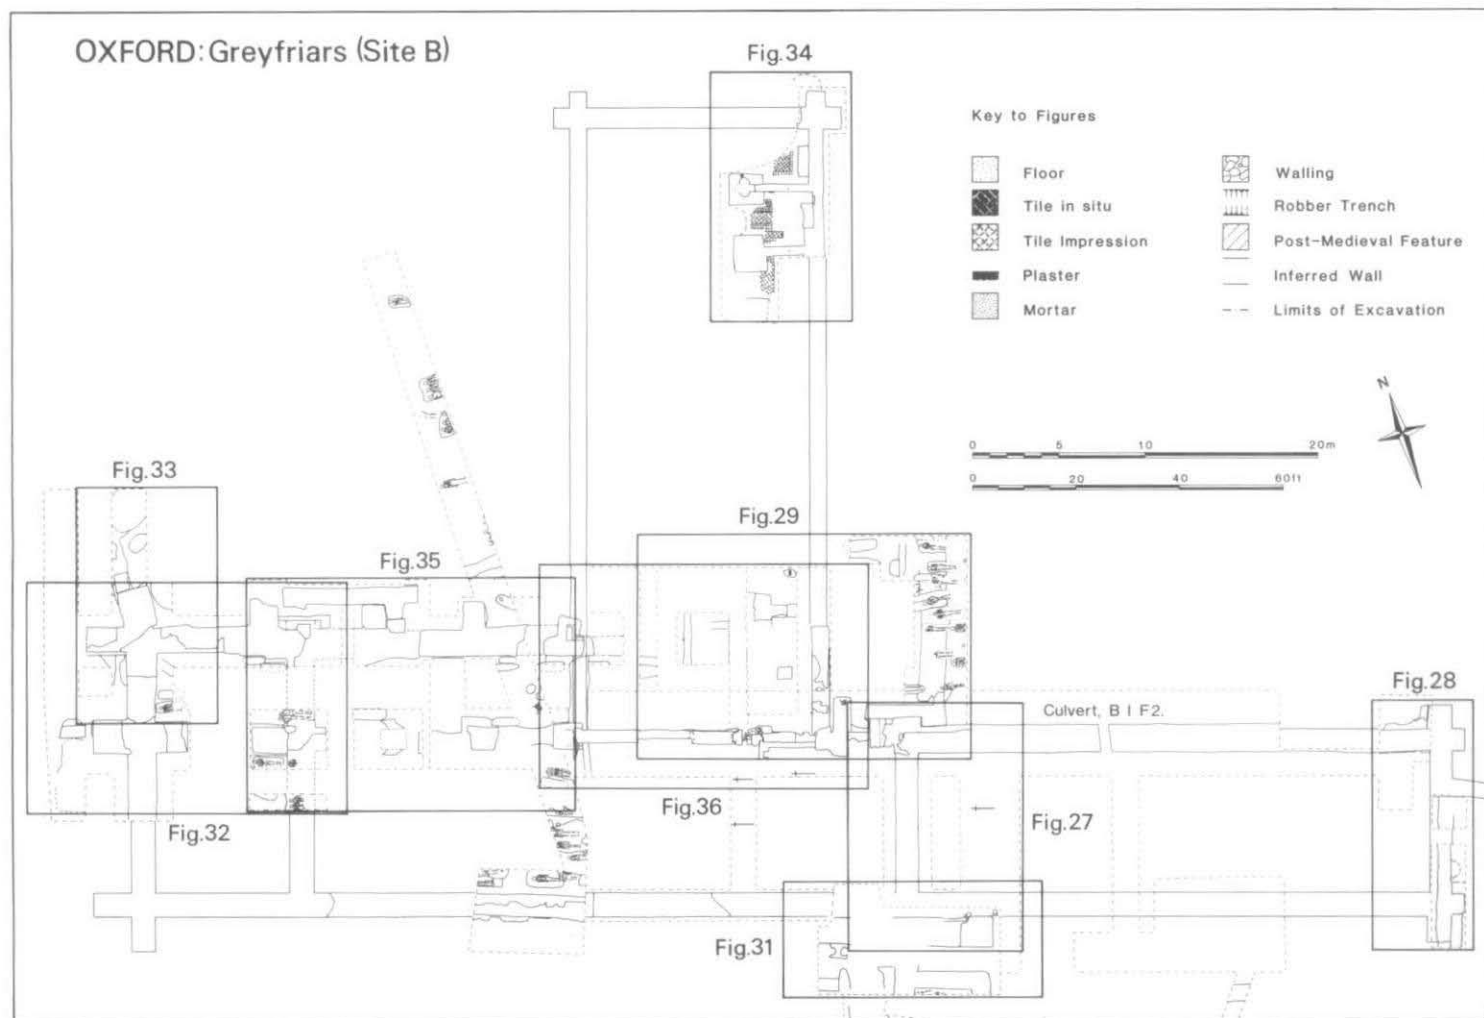 OXFORD: Greyfriars (Site B)
Fig.34
Key to Figures
Floor
Walling
Tile in situ
Robber Trench
Tile Impression
Post-Medieval Feature
Plaster
Inferred Wall
Mortar
Limits of Excavation
N
0 5 10 20m
0 20 40 60ft
Fig.33
Fig.29
Fig.35
Fig.28
Culvert, B I F2.
Fig.36
Fig.27
Fig.32
Fig.31